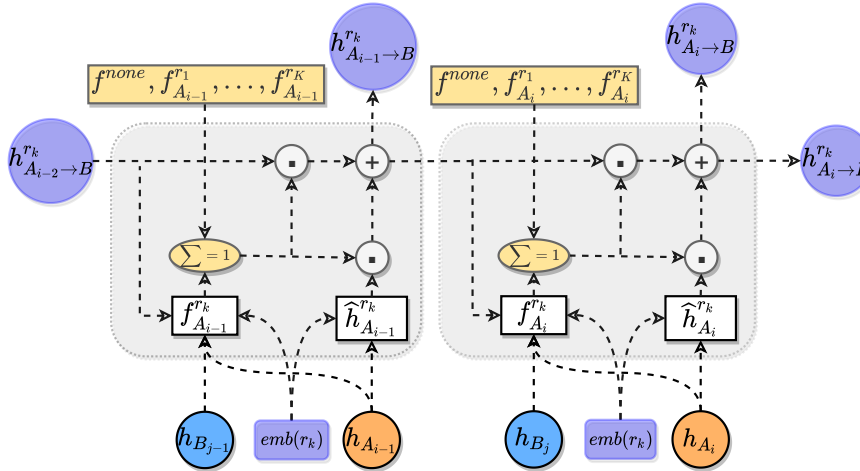 h^{r_k}_{A_{i-1}→B}
h^{r_k}_{A_i→B}
f^{none}, f^{r_1}_{A_{i-1}}, ..., f^{r_K}_{A_{i-1}}
f^{none}, f^{r_1}_{A_i}, ..., f^{r_K}_{A_i}
h^{r_k}_{A_{i-2}→B}
. +
. +
h^{r_k}_{A_i→B}
∑ = 1 .
∑ = 1 .
f^{r_k}_{A_{i-1}}
ĥ^{r_k}_{A_{i-1}}
f^{r_k}_{A_i}
ĥ^{r_k}_{A_i}
h_{B_{j-1}}
emb(r_k)
h_{A_{i-1}}
h_{B_j}
emb(r_k)
h_{A_i}